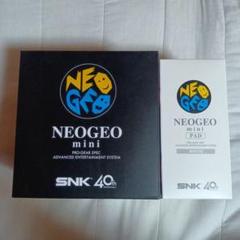 NEO
GEO
NEOGEO
mini
PRO-GEAR SPEC
ADVANCED ENTERTAINMENT SYSTEM
SNK 40th
NEO
GEO
NEOGEO
mini
PAD
SNK 40th